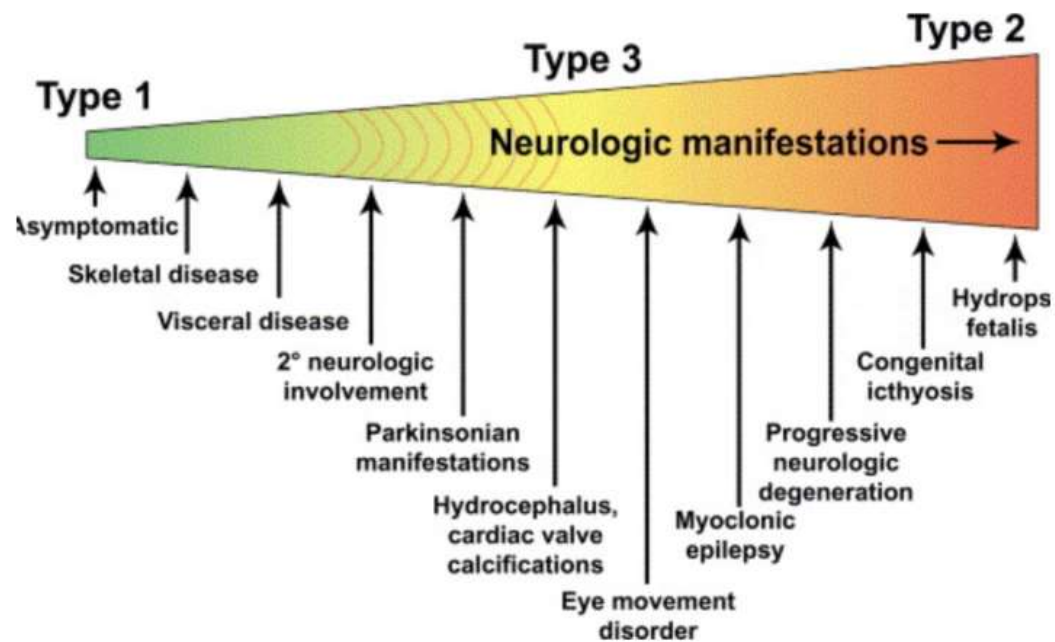 Type 1
Type 3
Type 2
Neurologic manifestations
Asymptomatic
Skeletal disease
Visceral disease
2° neurologic
involvement
Parkinsonian
manifestations
Hydrocephalus,
cardiac valve
calcifications
Eye movement
disorder
Myoclonic
epilepsy
Progressive
neurologic
degeneration
Congenital
icthyosis
Hydrops
fetalis